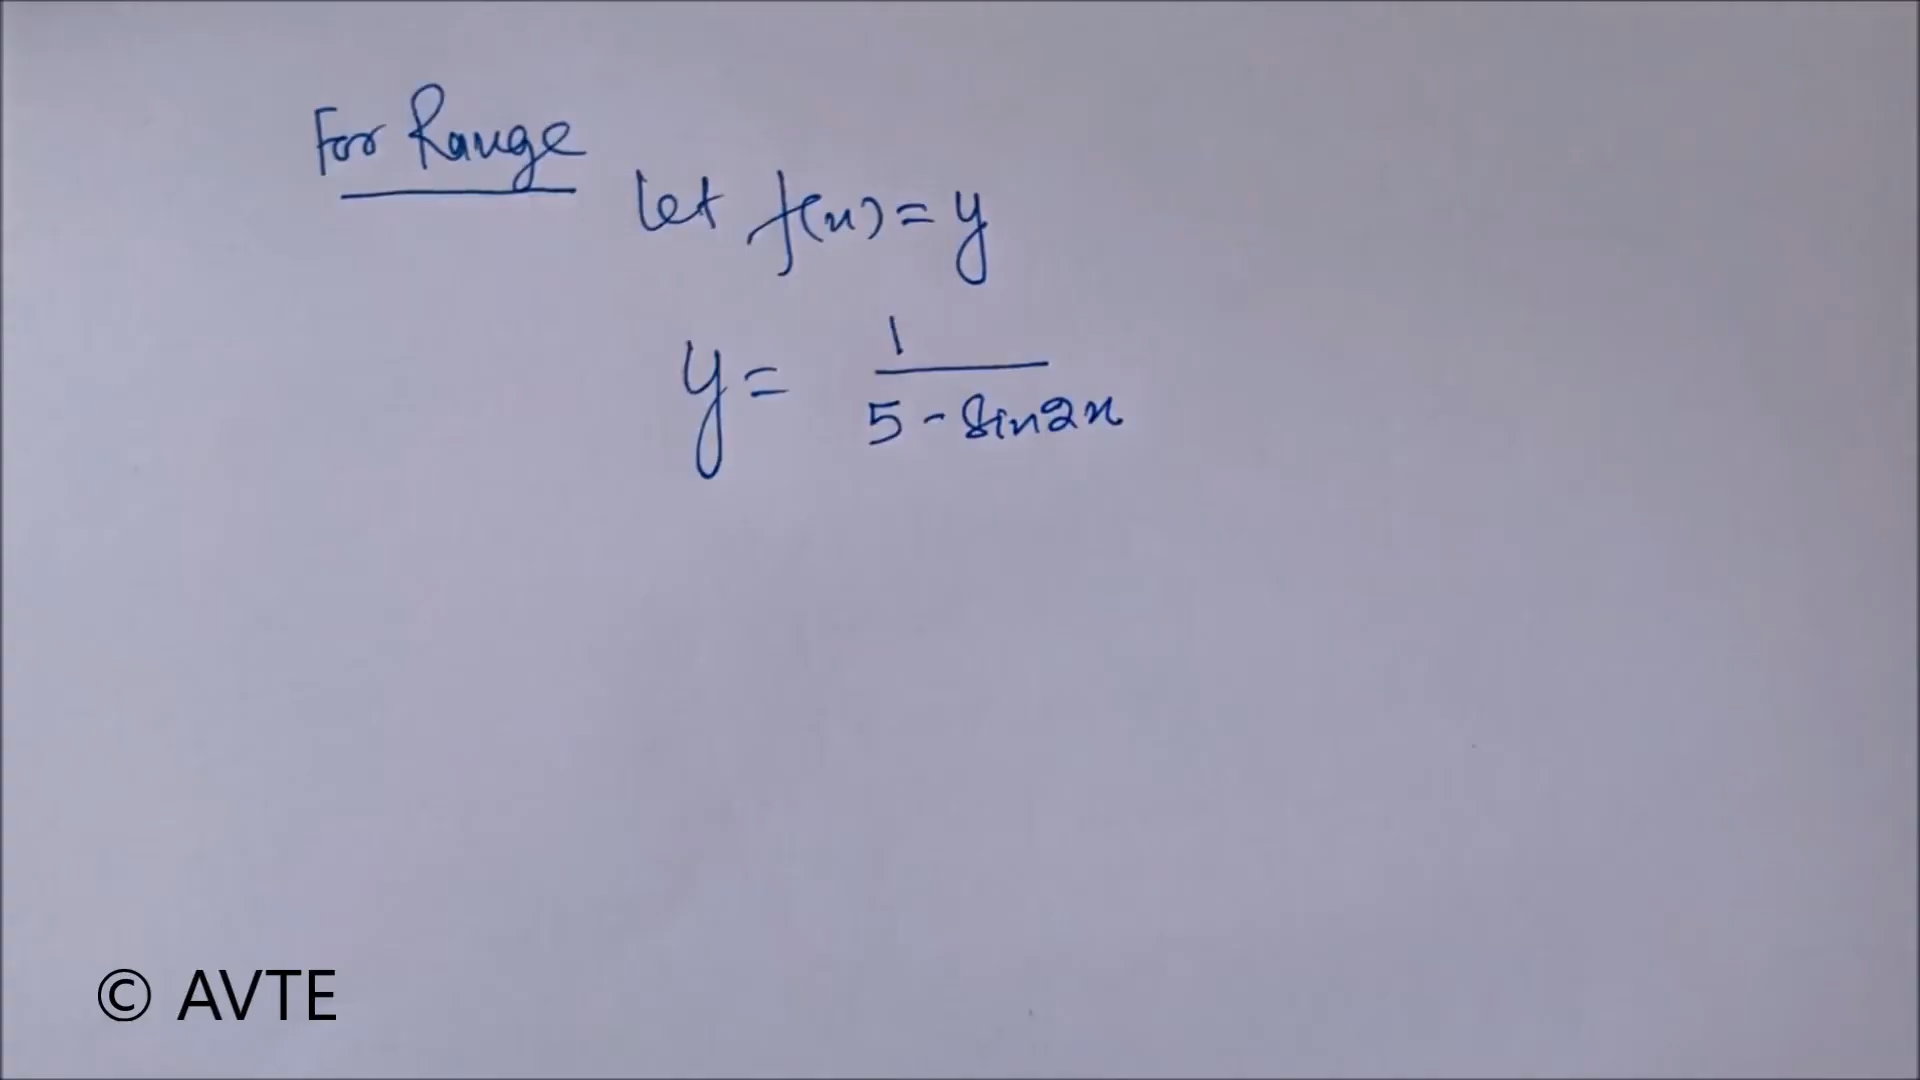 For Range
let f(x) = y
y = 1 / 5 - Sin2x
© AVTE